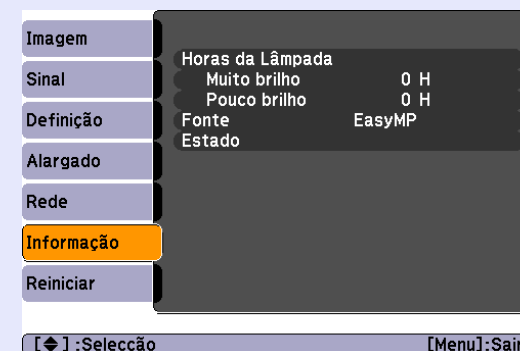 Imagem
Sinal
Definição
Alargado
Rede
Informação
Reiniciar
Horas da Lâmpada
Muito brilho 0 H
Pouco brilho 0 H
Fonte EasyMP
Estado
[◆] :Selecção [Menu]:Sair